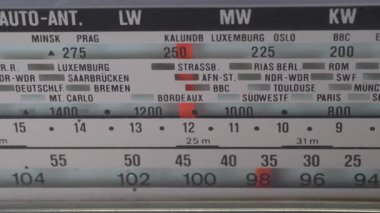 AUTO-ANT. LW MW KW
MINSK PRAG KALUNDB LUXEMBURG OSLO BBC
275 250 225 200
R.R. LUXEMBURG STRASSB. RIAS BERL. RDM
NDR-WDR SAARBRÜCKEN AFN-ST. NDR-WDR SWF
DEUTSCHLF. BREMEN BBC TOULOUSE MÜN
MT. CARLO BORDEAUX SÜDWESTF PARIS
1400 • 1200 • 1000 • 800
15 • 14 • 13 • 12 • 11 • 10 • 9
25 m 31 m
55 50 45 40 35 30 25
104 102 100 98 96 94